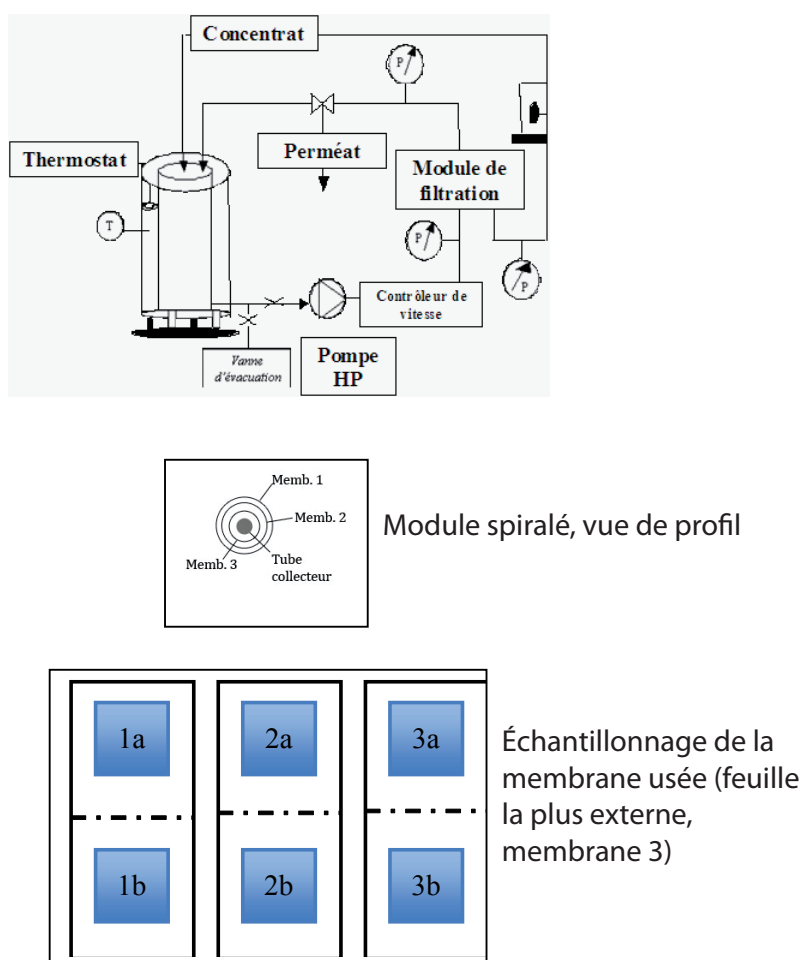 Concentrat
P
Thermostat
Perméat
Module de
filtration
T
P
P
Contrôleur de
vitesse
Vanne
d'évacuation
Pompe
HP
Memb. 1
Memb. 2
Memb. 3
Tube
collecteur
Module spiralé, vue de profil
1a
2a
3a
1b
2b
3b
Échantillonnage de la
membrane usée (feuille
la plus externe,
membrane 3)